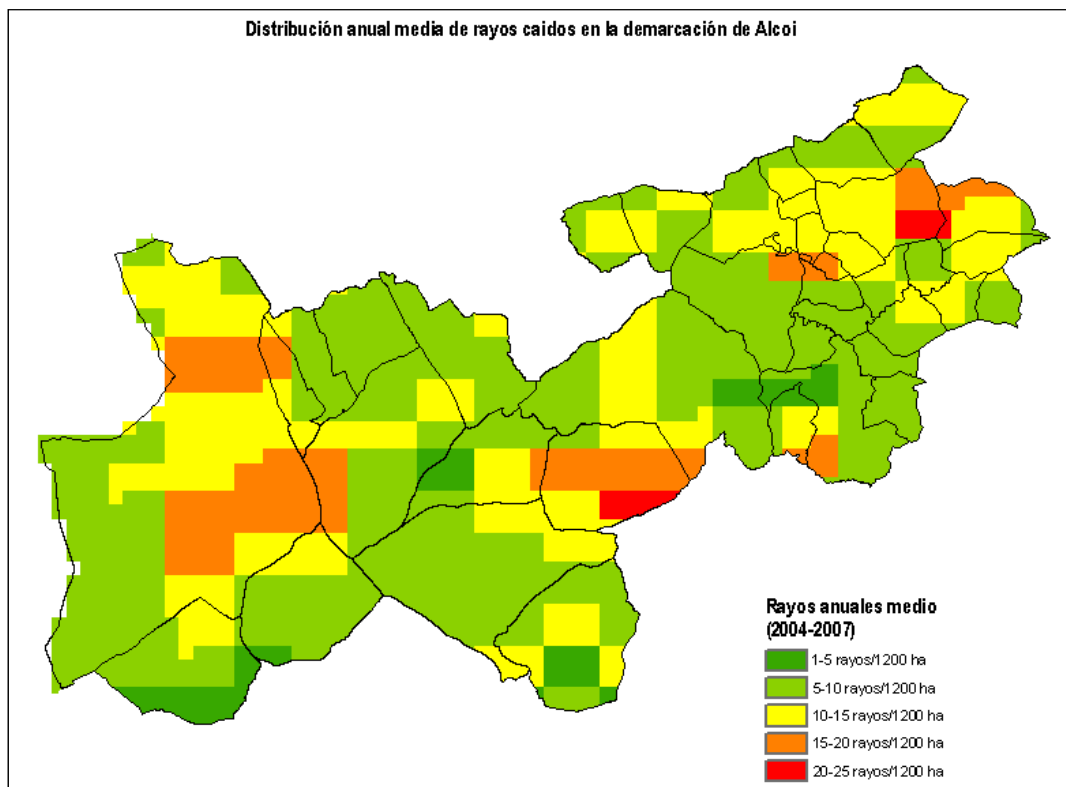 Distribución anual media de rayos caidos en la demarcación de Alcoi
Rayos anuales medio
(2004-2007)
1-5 rayos/1200 ha
5-10 rayos/1200 ha
10-15 rayos/1200 ha
15-20 rayos/1200 ha
20-25 rayos/1200 ha